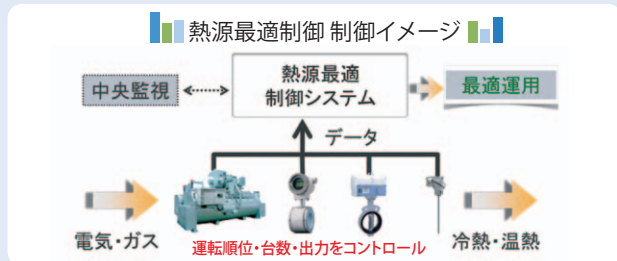 熱源最適制御 制御イメージ
中央監視
熱源最適
制御システム
最適運用
データ
電気・ガス
運転順位・台数・出力をコントロール
冷熱・温熱